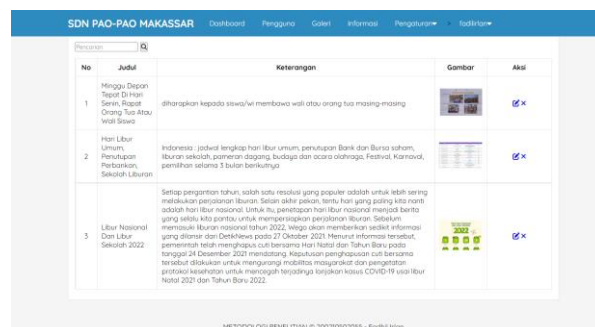 SDN PAO-PAO MAKASSAR Dashboard Pengguna Galeri Informasi Pengaturan fadlirlan
Pencarian
No Judul Keterangan Gambar Aksi
Minggu Depan
Tepat Di Hari
1 Senin, Rapat diharapkan kepada siswa/wi membawa wali atau orang tua masing-masing
Orang Tua Atau
Wali Siswa
Hari Libur
Umum,
2 Penutupan Indonesia : jadwal lengkap hari libur umum, penutupan Bank dan Bursa saham,
Perbankan, liburan sekolah, pameran dagang, budaya dan acara olahraga, Festival, Karnaval,
Sekolah Liburan pemilihan selama 3 bulan berikutnya
3 Libur Nasional
Dan Libur
Sekolah 2022
Setiap pergantian tahun, salah satu resolusi yang populer adalah untuk lebih sering
melakukan perjalanan liburan. Selain akhir pekan, tentu hari yang paling kita nanti
adalah hari libur nasional. Untuk itu, penetapan hari libur nasional menjadi berita
yang selalu kita pantau untuk mempersiapkan perjalanan liburan. Sebelum
memasuki liburan nasional tahun 2022, Wego akan memberikan sedikit informasi
yang dilansir dari DetikNews pada 27 Oktober 2021. Menurut informasi tersebut,
pemerintah telah menghapus cuti bersama Hari Natal dan Tahun Baru pada
tanggal 24 Desember 2021 mendatang. Keputusan penghapusan cuti bersama
tersebut dilakukan untuk mengurangi mobilitas masyarakat dan pengetatan
protokol kesehatan untuk mencegah terjadinya lonjakan kasus COVID-19 usai libur
Natal 2021 dan Tahun Baru 2022.
2022